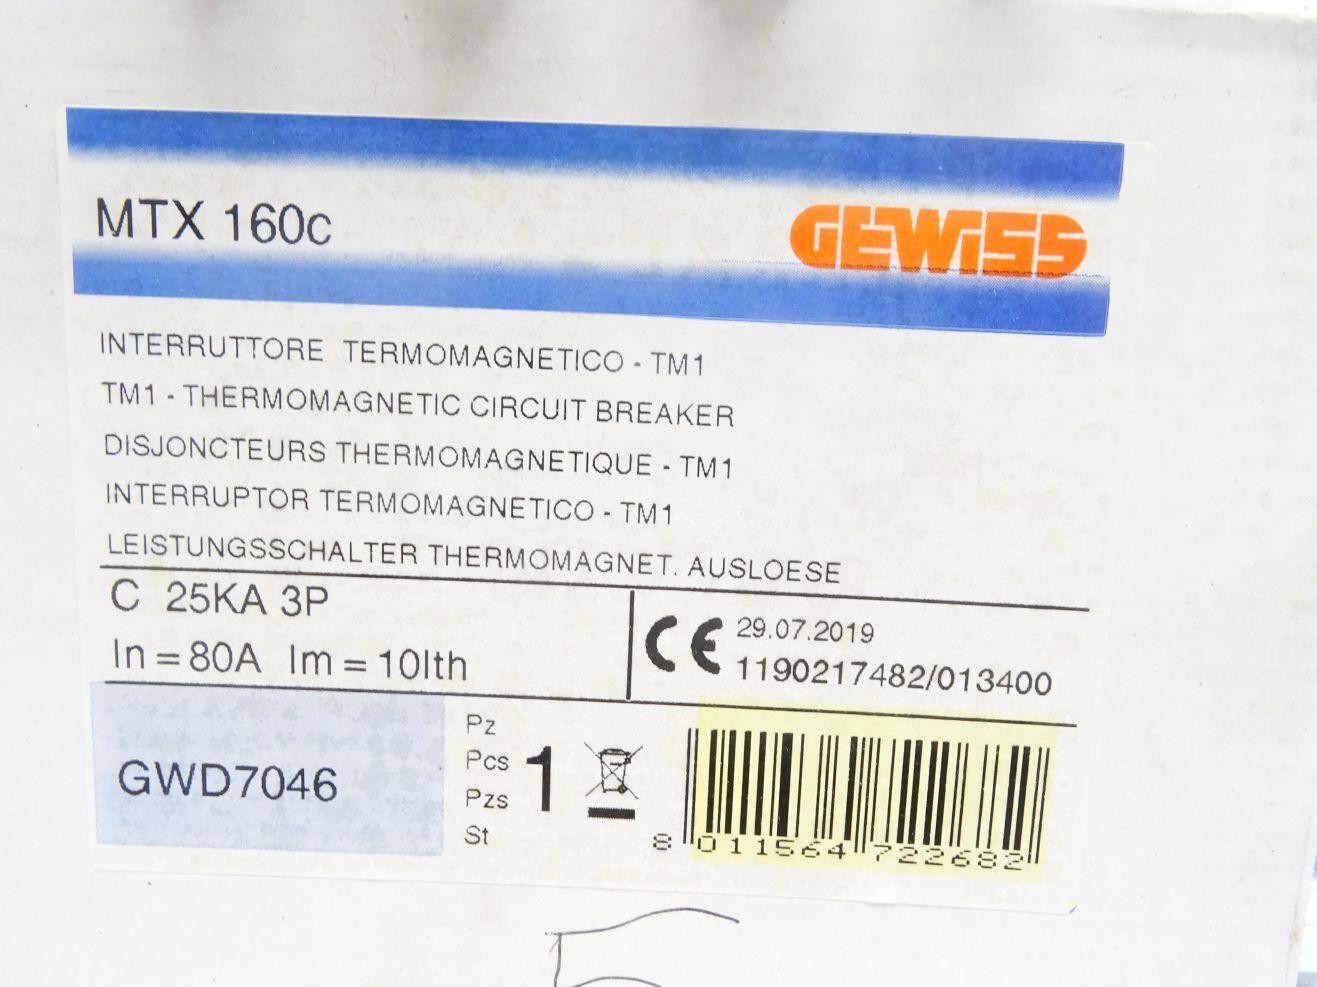 MTX 160c
GEWISS
INTERRUTTORE TERMOMAGNETICO - TM1
TM1 - THERMOMAGNETIC CIRCUIT BREAKER
DISJONCTEURS THERMOMAGNETIQUE - TM1
INTERRUPTOR TERMOMAGNETICO - TM1
LEISTUNGSSCHALTER THERMOMAGNET. AUSLOESE
C 25KA 3P
In = 80A Im = 10Ith
CE 29.07.2019
1190217482/013400
GWD7046
Pz
Pcs
Pzs
St
1
8 011564 722682